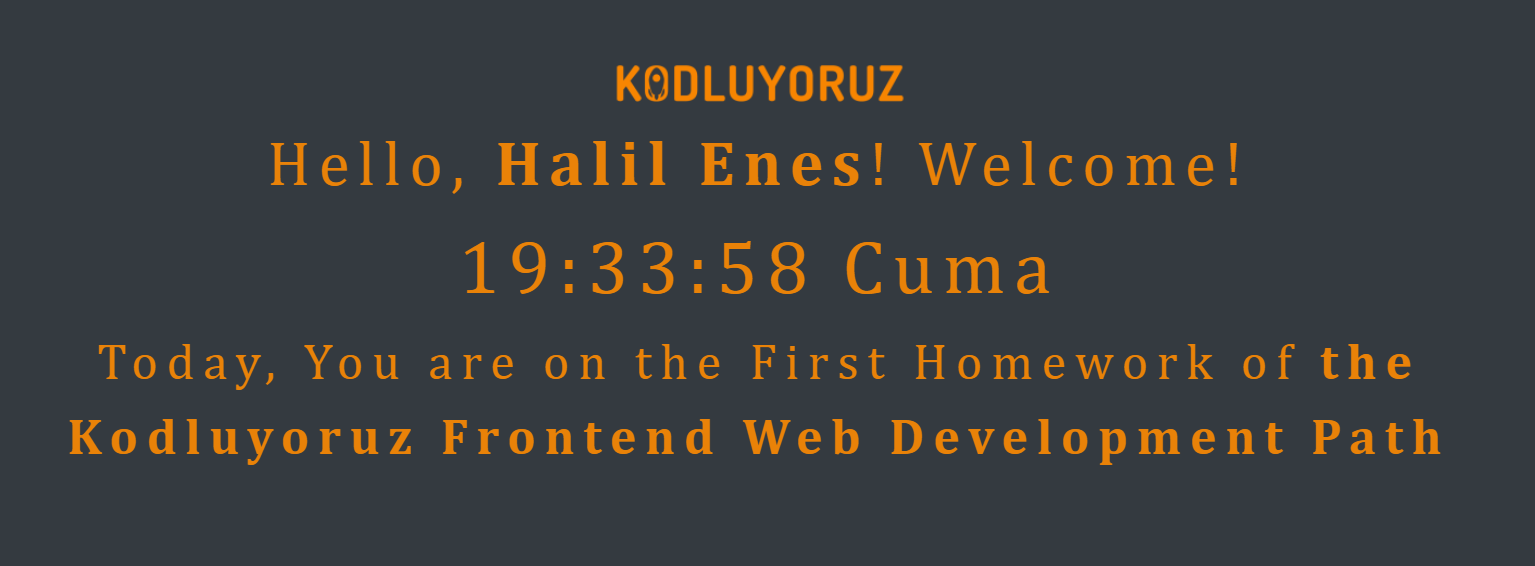 KODLUYORUZ
Hello, Halil Enes! Welcome!
19:33:58 Cuma
Today, You are on the First Homework of the
Kodluyoruz Frontend Web Development Path